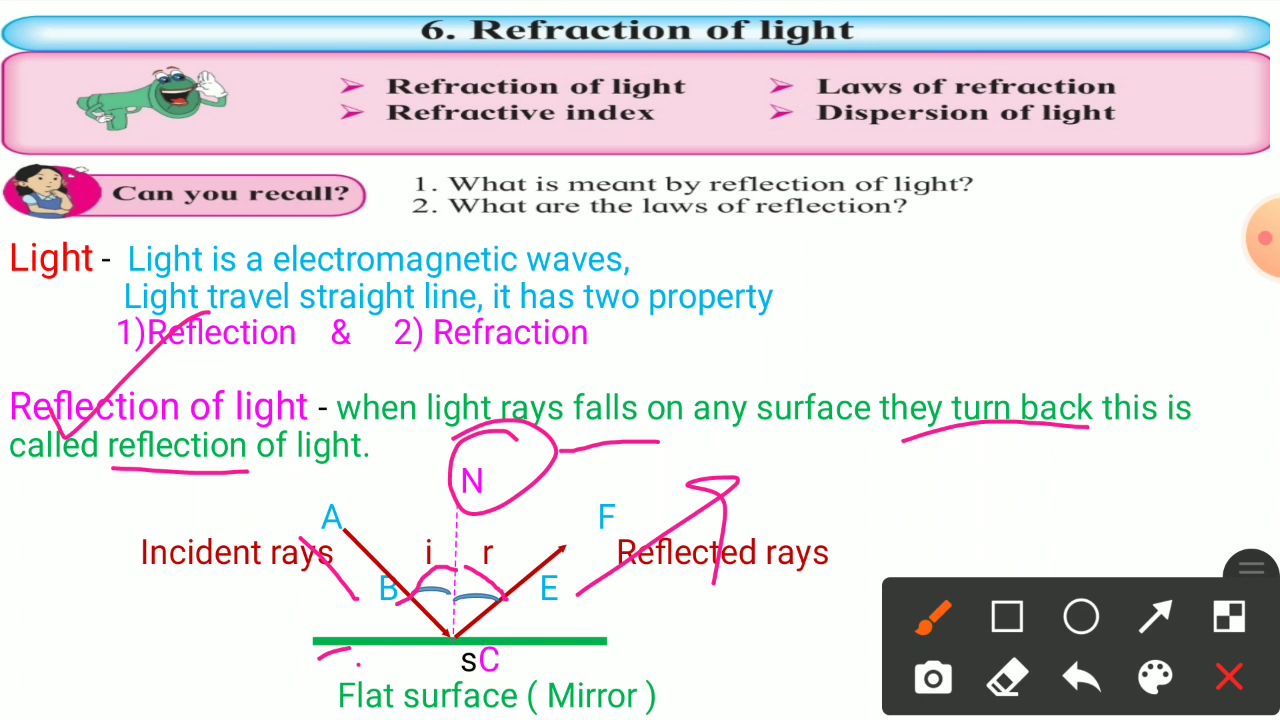 6. Refraction of light
➢ Refraction of light ➢ Laws of refraction
➢ Refractive index ➢ Dispersion of light
Can you recall?
1. What is meant by reflection of light?
2. What are the laws of reflection?
Light - Light is a electromagnetic waves,
Light travel straight line, it has two property
1)Reflection & 2) Refraction
Reflection of light - when light rays falls on any surface they turn back this is
called reflection of light.
N
A F
Incident rays i r Reflected rays
B E
sC
Flat surface ( Mirror )